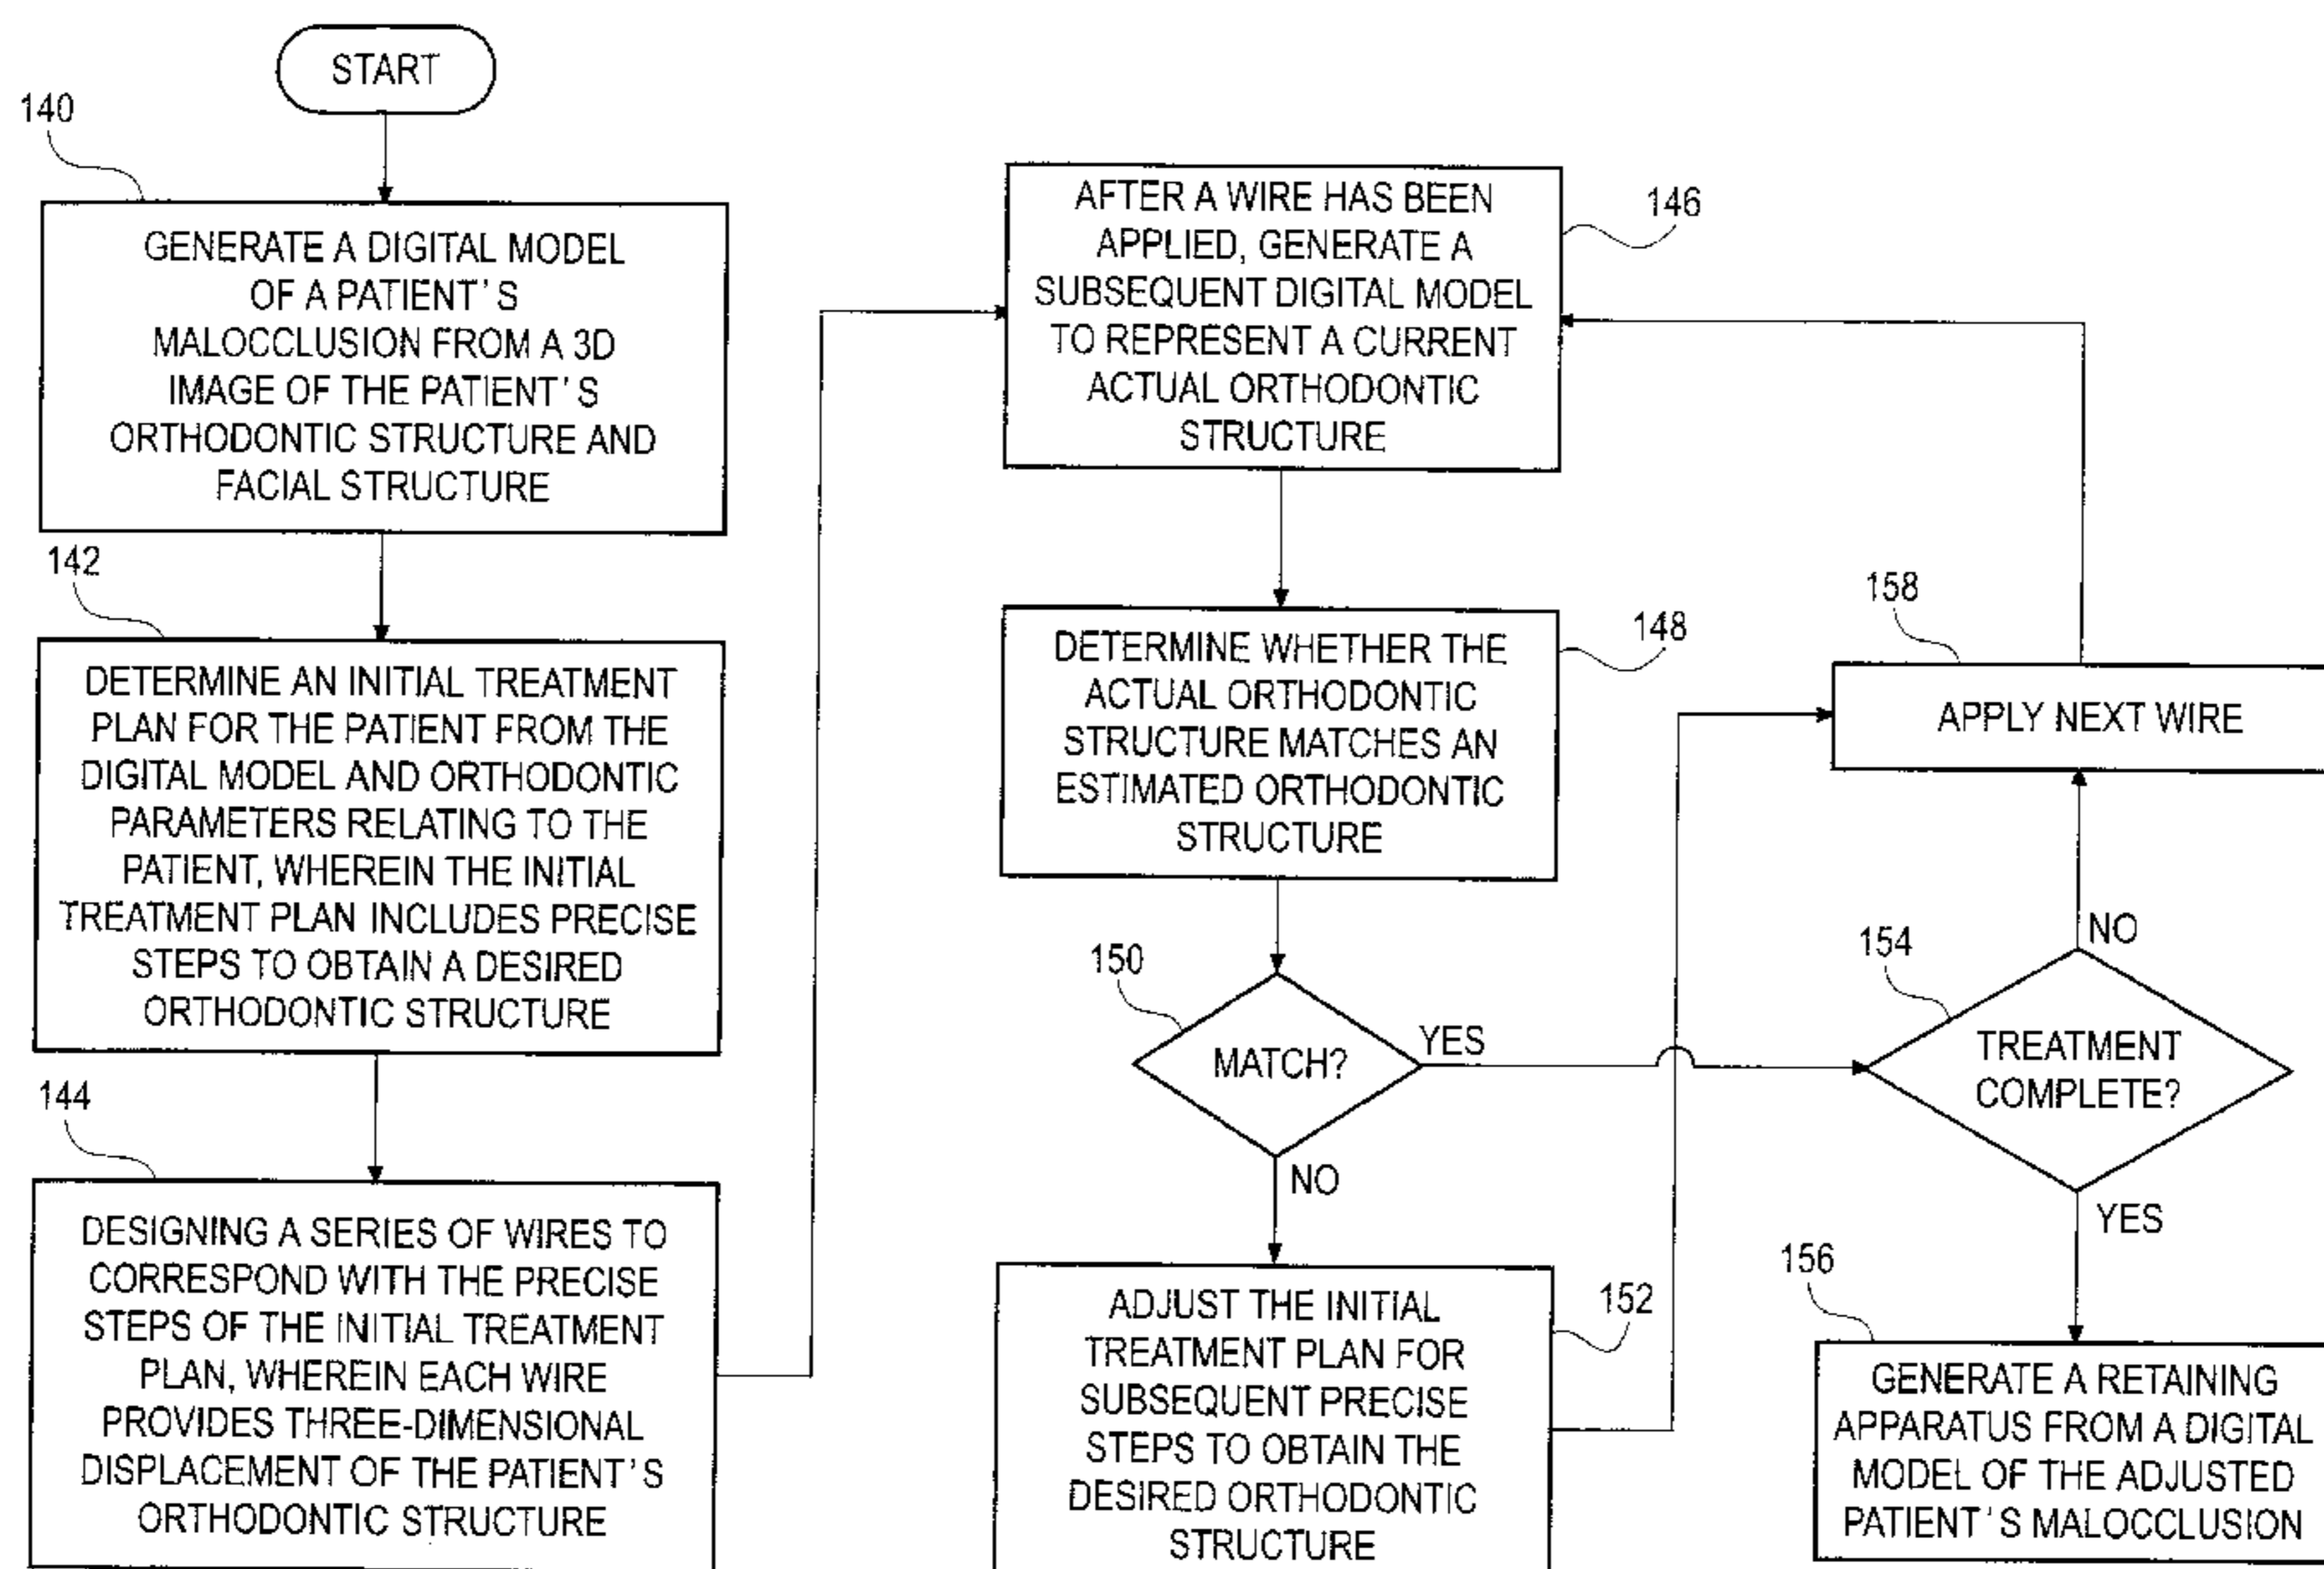 START
140
GENERATE A DIGITAL MODEL
OF A PATIENT'S
MALOCCLUSION FROM A 3D
IMAGE OF THE PATIENT'S
ORTHODONTIC STRUCTURE AND
FACIAL STRUCTURE
142
DETERMINE AN INITIAL TREATMENT
PLAN FOR THE PATIENT FROM THE
DIGITAL MODEL AND ORTHODONTIC
PARAMETERS RELATING TO THE
PATIENT, WHEREIN THE INITIAL
TREATMENT PLAN INCLUDES PRECISE
STEPS TO OBTAIN A DESIRED
ORTHODONTIC STRUCTURE
144
DESIGNING A SERIES OF WIRES TO
CORRESPOND WITH THE PRECISE
STEPS OF THE INITIAL TREATMENT
PLAN, WHEREIN EACH WIRE
PROVIDES THREE-DIMENSIONAL
DISPLACEMENT OF THE PATIENT'S
ORTHODONTIC STRUCTURE
AFTER A WIRE HAS BEEN
APPLIED, GENERATE A
SUBSEQUENT DIGITAL MODEL
TO REPRESENT A CURRENT
ACTUAL ORTHODONTIC
STRUCTURE
146
DETERMINE WHETHER THE
ACTUAL ORTHODONTIC
STRUCTURE MATCHES AN
ESTIMATED ORTHODONTIC
STRUCTURE
148
150
MATCH?
YES
NO
ADJUST THE INITIAL
TREATMENT PLAN FOR
SUBSEQUENT PRECISE
STEPS TO OBTAIN THE
DESIRED ORTHODONTIC
STRUCTURE
152
158
APPLY NEXT WIRE
NO
154
TREATMENT
COMPLETE?
YES
156
GENERATE A RETAINING
APPARATUS FROM A DIGITAL
MODEL OF THE ADJUSTED
PATIENT'S MALOCCLUSION